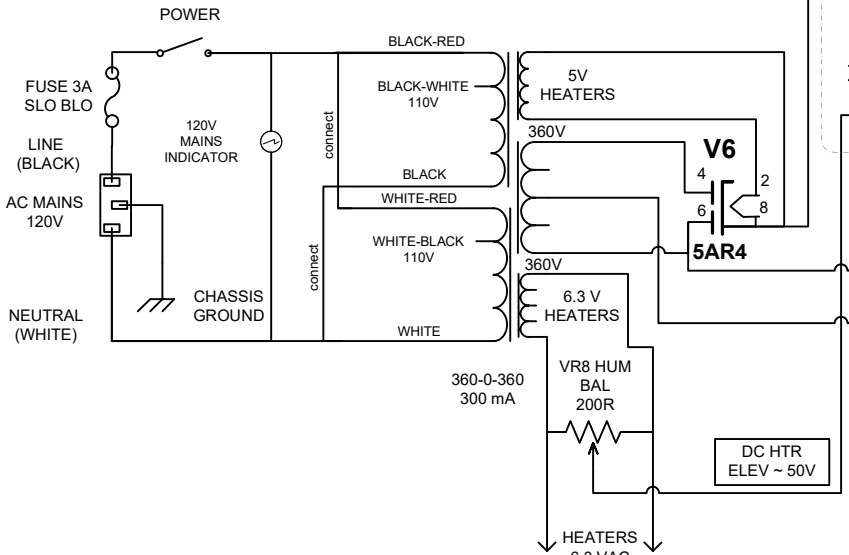 POWER
BLACK-RED
FUSE 3A
SLO BLO
BLACK-WHITE
110V
5V
HEATERS
LINE
(BLACK)
120V
MAINS
INDICATOR
connect
360V
V6
4
2
AC MAINS
120V
BLACK
WHITE-RED
6
8
5AR4
WHITE-BLACK
110V
connect
360V
CHASSIS
GROUND
6.3 V
HEATERS
NEUTRAL
(WHITE)
WHITE
360-0-360
300 mA
VR8 HUM
BAL
200R
DC HTR
ELEV ~ 50V
HEATERS